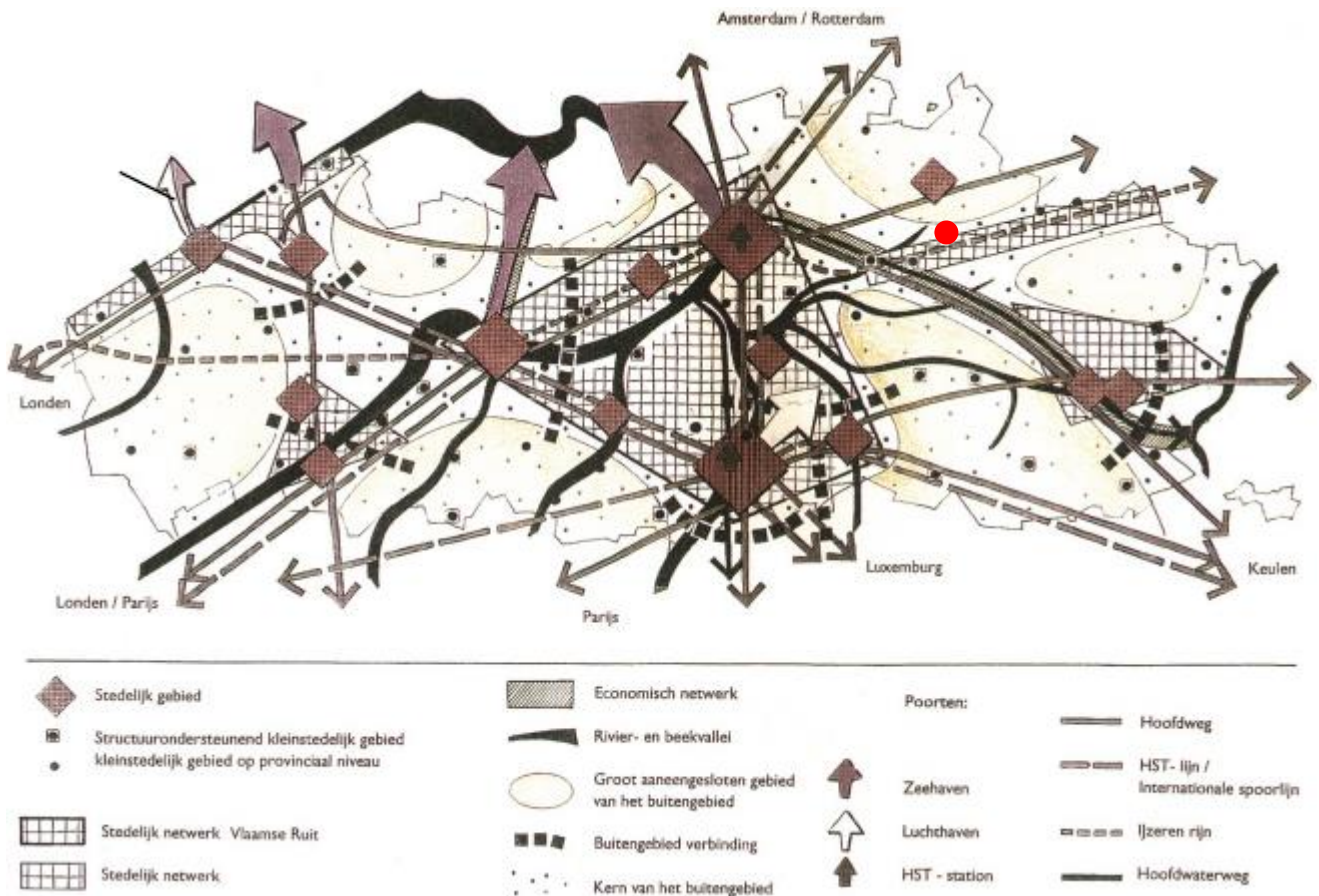 Amsterdam / Rotterdam
Londen
Londen / Parijs
Parijs
Luxemburg
Keulen
Stedelijk gebied
Structuurondersteunend kleinstedelijk gebied
kleinstedelijk gebied op provinciaal niveau
Stedelijk netwerk Vlaamse Ruit
Stedelijk netwerk
Economisch netwerk
Rivier- en beekvallei
Groot aaneengesloten gebied
van het buitengebied
Buitengebied verbinding
Kern van het buitengebied
Poorten:
Zeehaven
Luchthaven
HST - station
Hoofdweg
HST- lijn /
Internationale spoorlijn
IJzeren rijn
Hoofdwaterweg